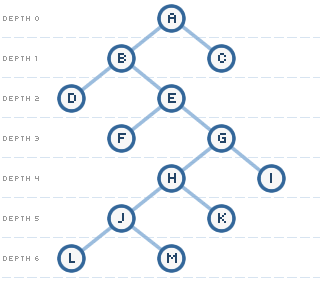 DEPTH 0 A
DEPTH 1 B C
DEPTH 2 D E
DEPTH 3 F G
DEPTH 4 H I
DEPTH 5 J K
DEPTH 6 L M